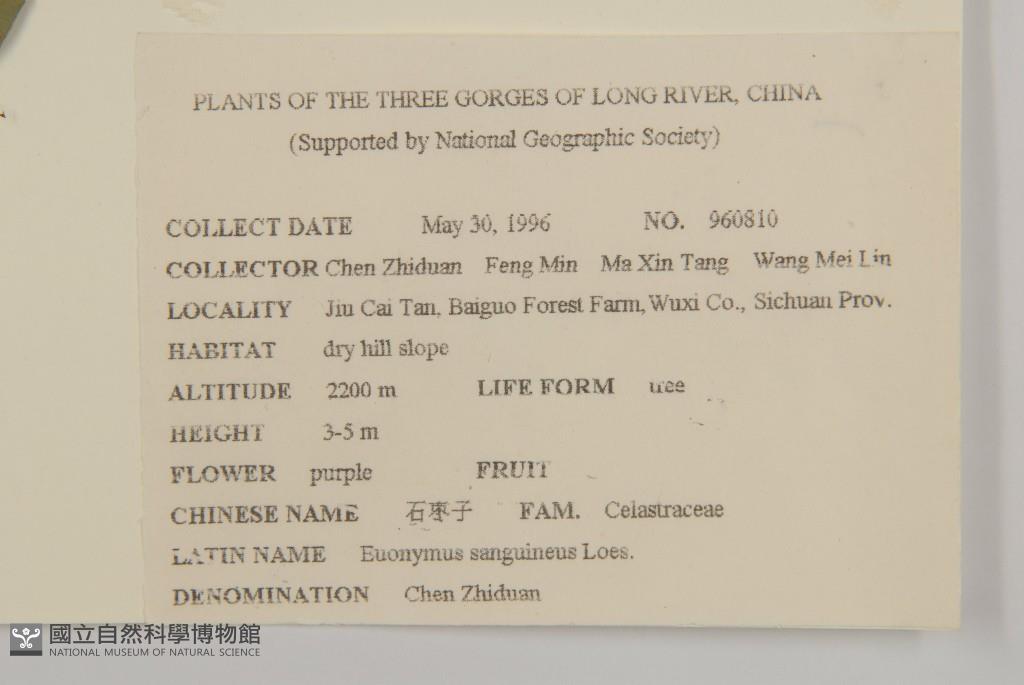 PLANTS OF THE THREE GORGES OF LONG RIVER, CHINA
(Supported by National Geographic Society)
COLLECT DATE May 30, 1996 NO. 960810
COLLECTOR Chen Zhiduan Feng Min Ma Xin Tang Wang Mei Lin
LOCALITY Jiu Cai Tan, Baiguo Forest Farm, Wuxi Co., Sichuan Prov.
HABITAT dry hill slope
ALTITUDE 2200 m LIFE FORM tree
HEIGHT 3-5 m
FLOWER purple FRUIT
CHINESE NAME 石枣子 FAM. Celastraceae
LATIN NAME Euonymus sanguineus Loes.
DENOMINATION Chen Zhiduan
國立自然科學博物館
NATIONAL MUSEUM OF NATURAL SCIENCE